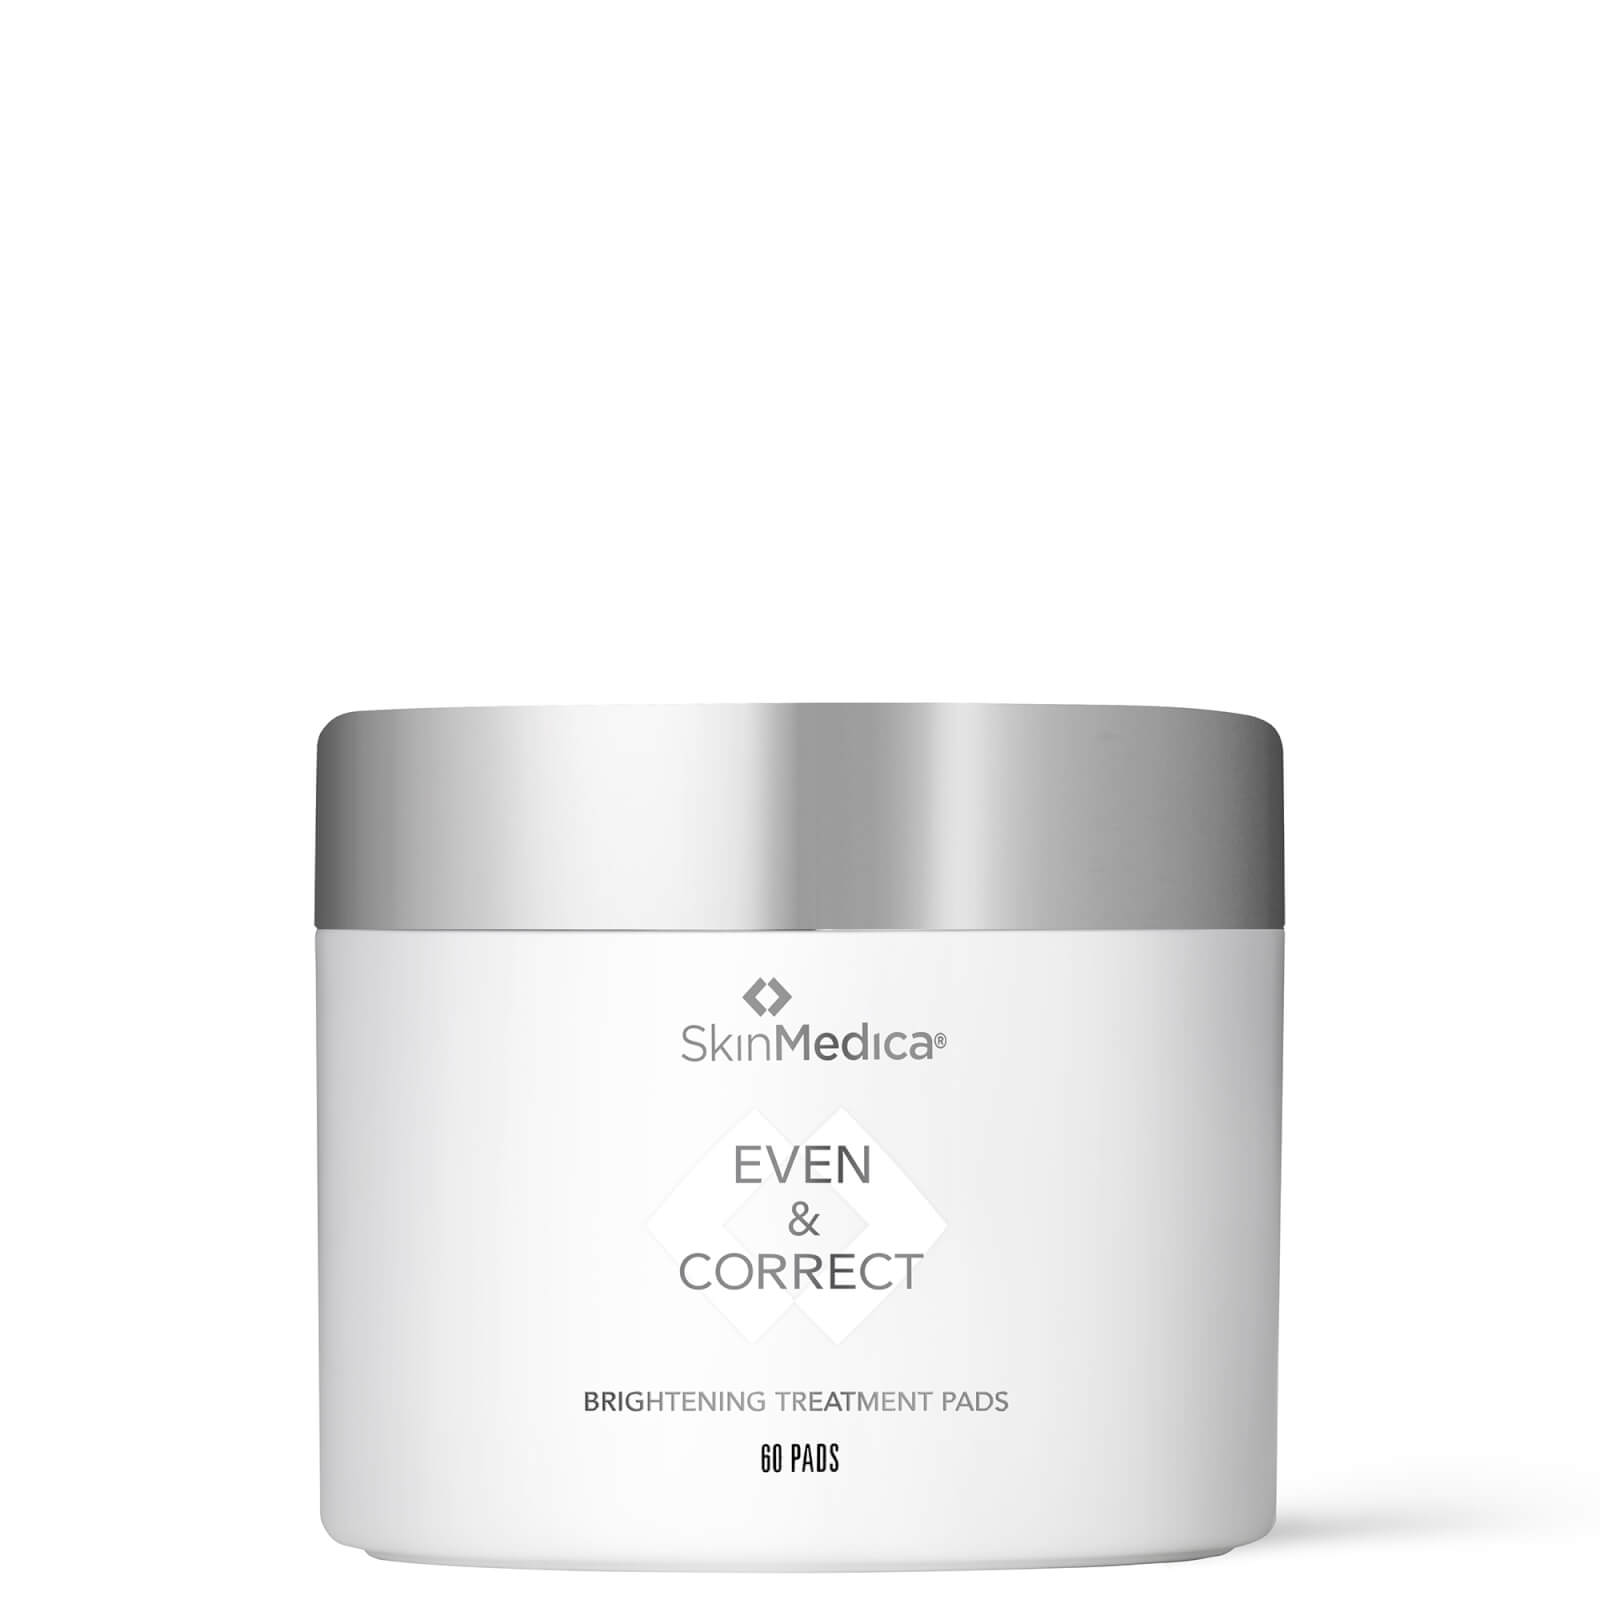 SkinMedica®
EVEN
&
CORRECT
BRIGHTENING TREATMENT PADS
60 PADS